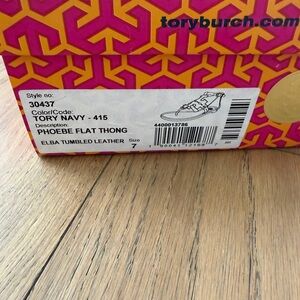 toryburch.com
Style no:
30437
Color/Code:
TORY NAVY - 415
Description:
PHOEBE FLAT THONG
ELBA TUMBLED LEATHER
Size
7
4400013786